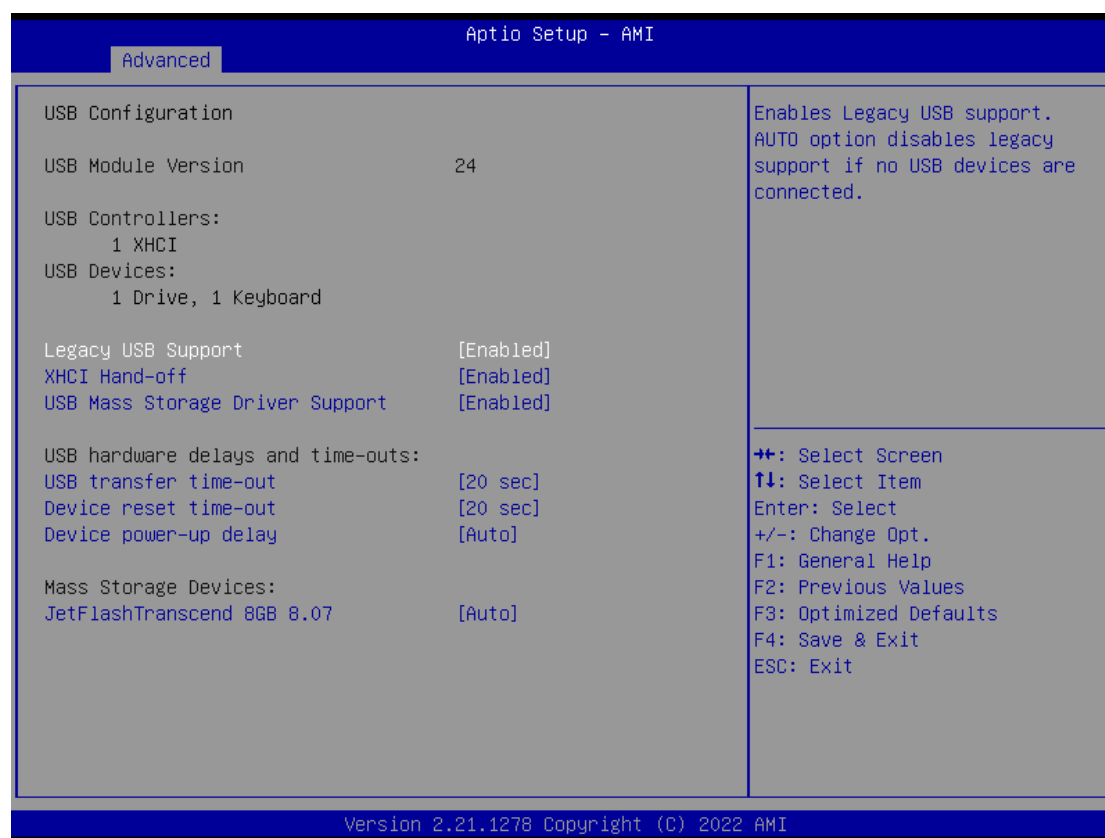 Aptio Setup – AMI
Advanced
USB Configuration
USB Module Version 24
USB Controllers:
1 XHCI
USB Devices:
1 Drive, 1 Keyboard
Legacy USB Support [Enabled]
XHCI Hand-off [Enabled]
USB Mass Storage Driver Support [Enabled]
USB hardware delays and time-outs:
USB transfer time-out [20 sec]
Device reset time-out [20 sec]
Device power-up delay [Auto]
Mass Storage Devices:
JetFlashTranscend 8GB 8.07 [Auto]
Enables Legacy USB support.
AUTO option disables legacy
support if no USB devices are
connected.
→←: Select Screen
↑↓: Select Item
Enter: Select
+/-: Change Opt.
F1: General Help
F2: Previous Values
F3: Optimized Defaults
F4: Save & Exit
ESC: Exit
Version 2.21.1278 Copyright (C) 2022 AMI